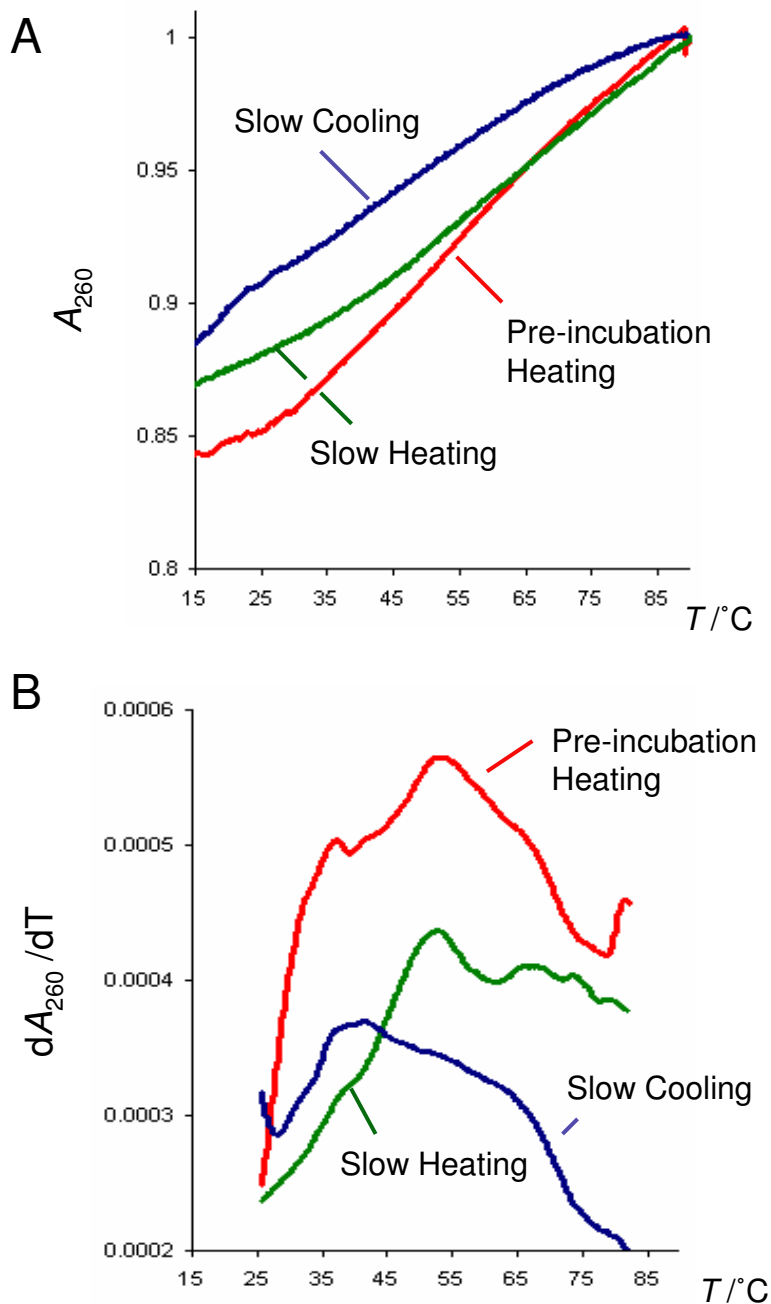 A
1
0.95
0.9
0.85
0.8
A260
Slow Cooling
Pre-incubation
Heating
Slow Heating
15 25 35 45 55 65 75 85
T /˚C
B
0.0006
0.0005
0.0004
0.0003
0.0002
dA260 /dT
Pre-incubation
Heating
Slow Cooling
Slow Heating
15 25 35 45 55 65 75 85
T /˚C